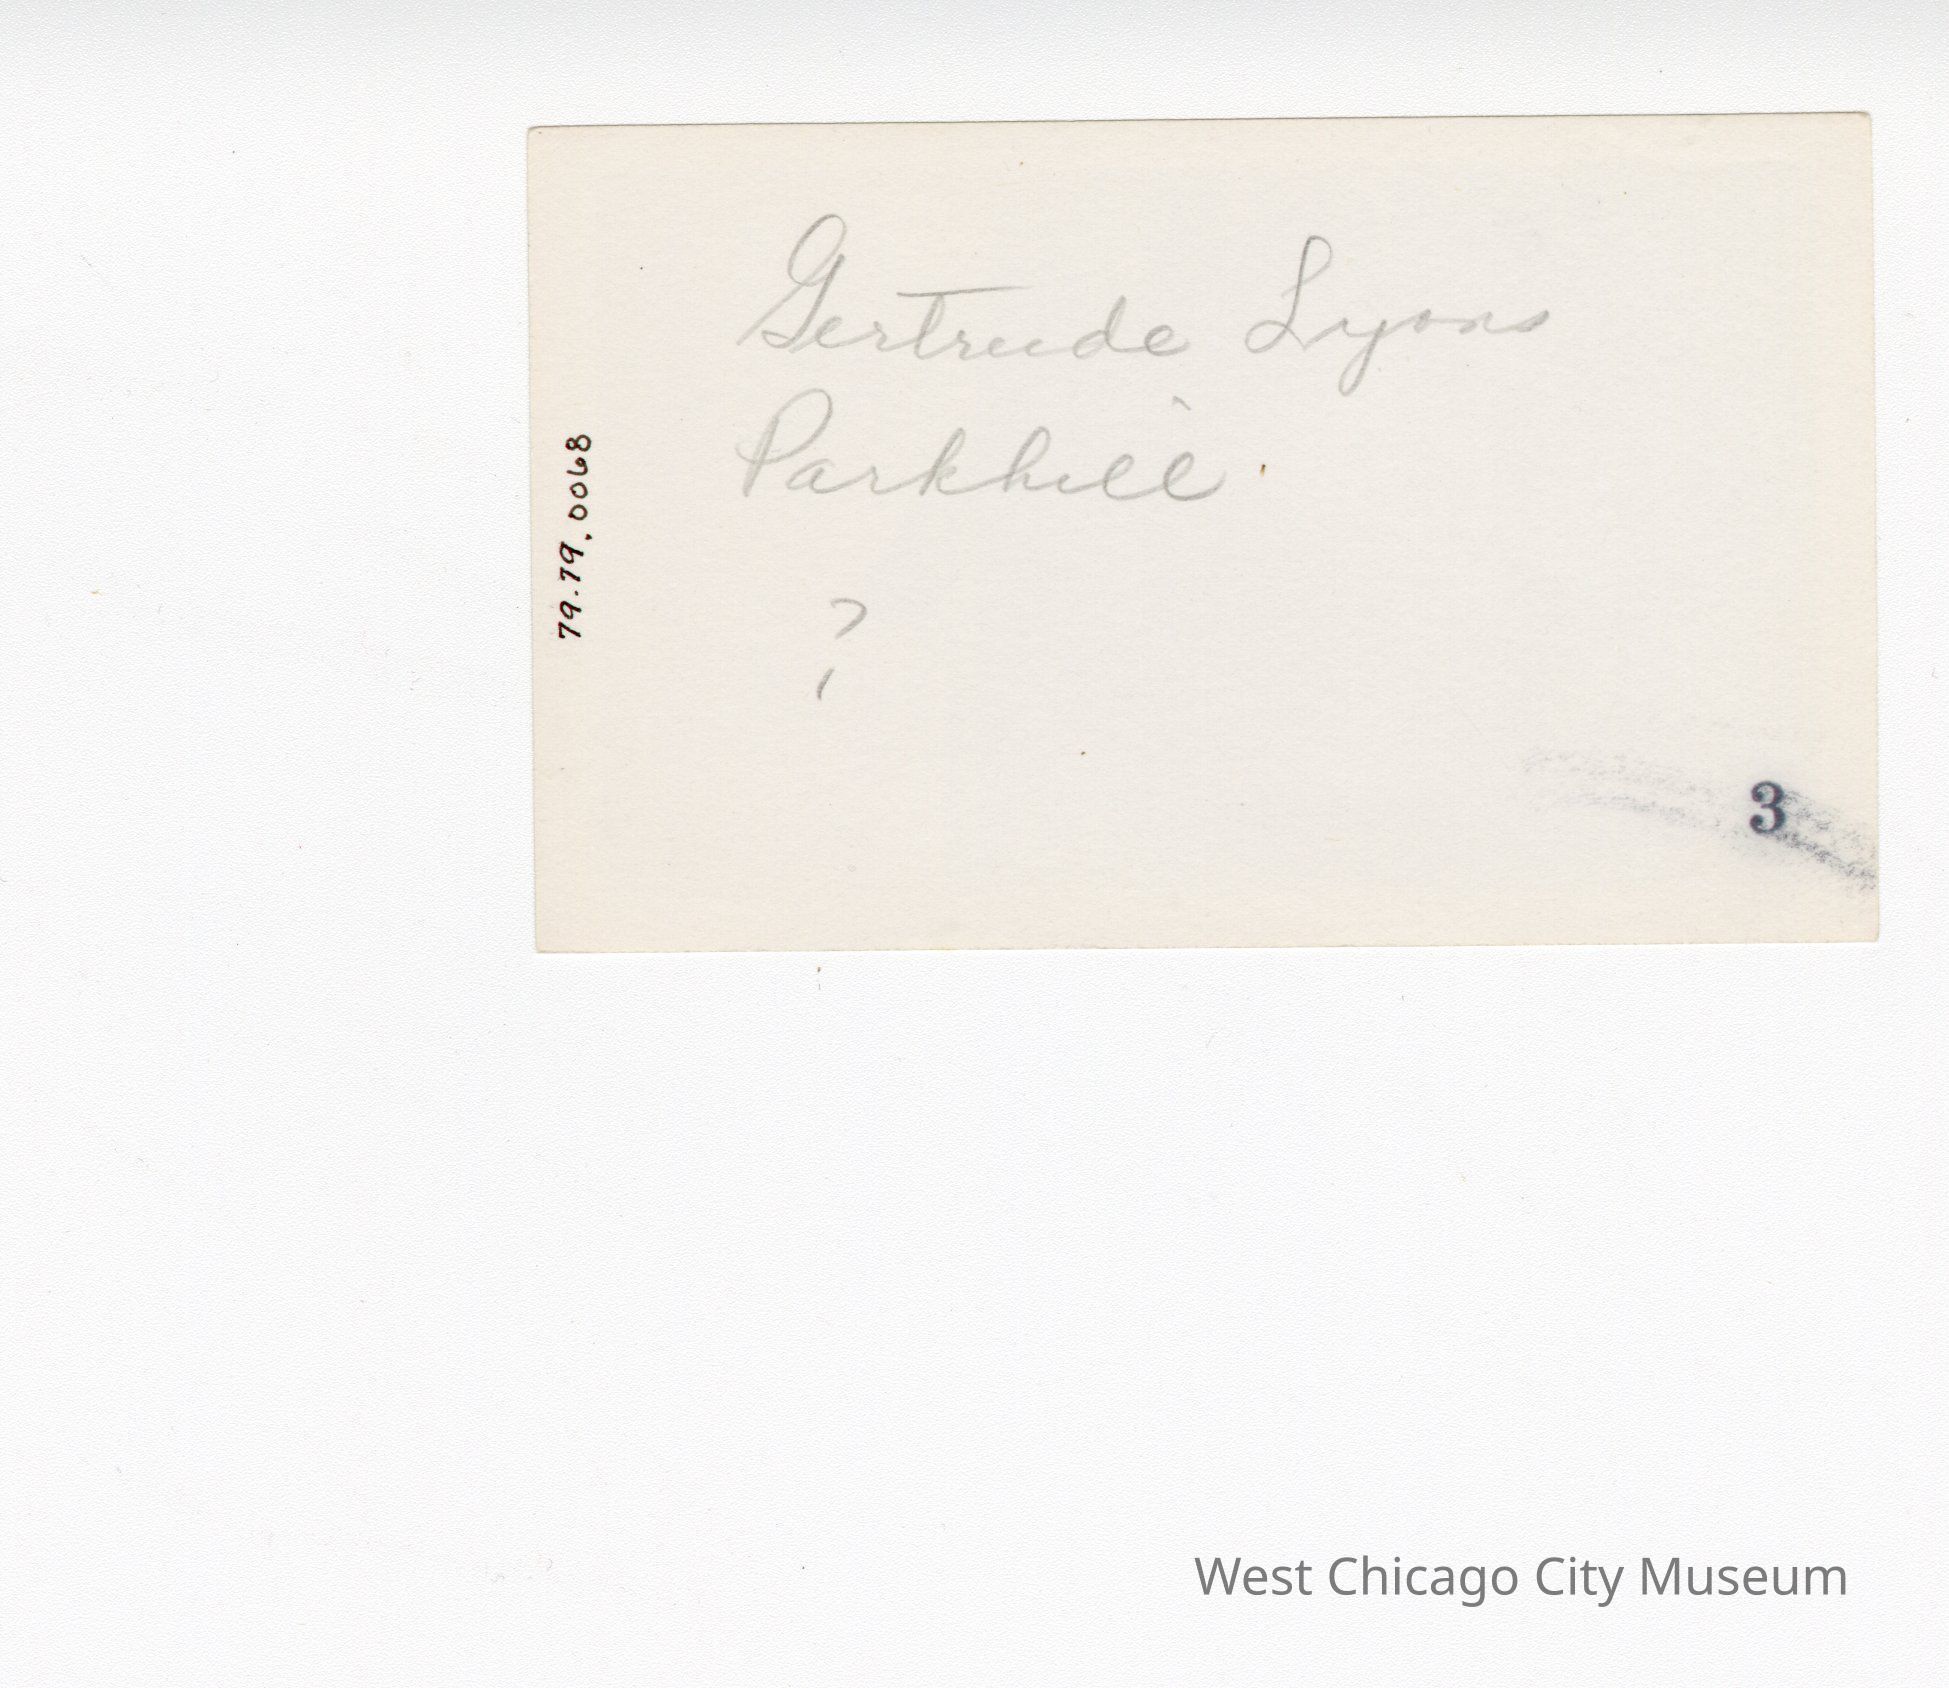 Gertrude Lyons
Parkhill
?
79.79.0068
3
West Chicago City Museum